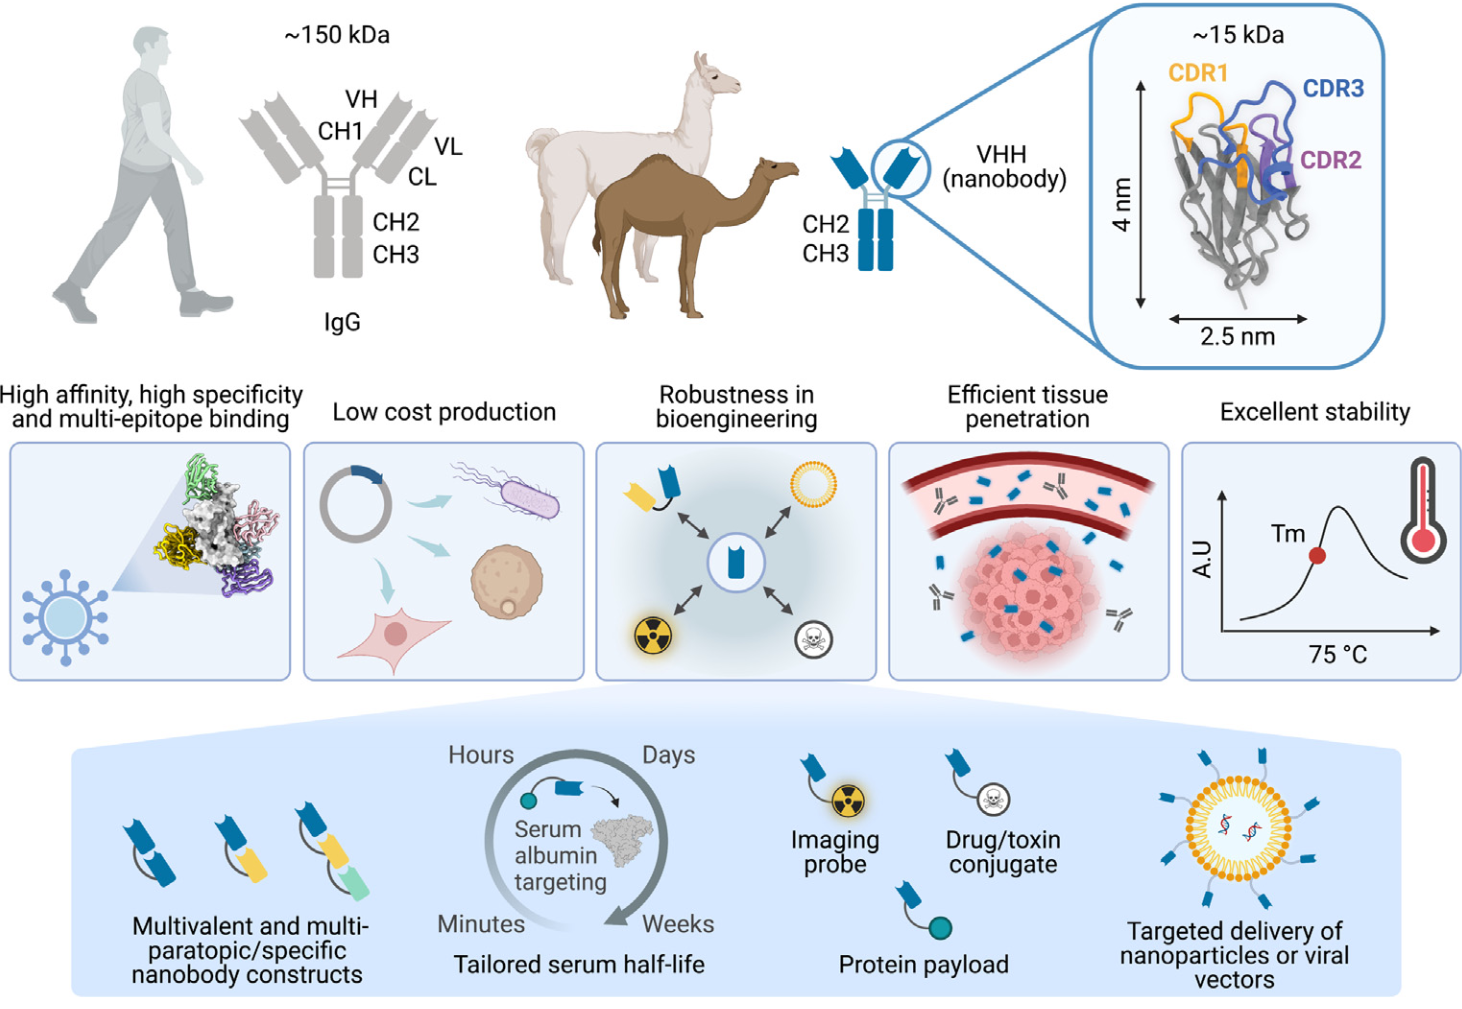 ~150 kDa
VH
CH1
VL
CL
CH2
CH3
IgG
CH2
CH3
VHH
(nanobody)
~15 kDa
CDR1
CDR3
CDR2
4 nm
2.5 nm
High affinity, high specificity
and multi-epitope binding
Low cost production
Robustness in
bioengineering
Efficient tissue
penetration
Excellent stability
Tm
A.U
75 °C
Multivalent and multi-
paratopic/specific
nanobody constructs
Hours
Days
Serum
albumin
targeting
Minutes
Weeks
Tailored serum half-life
Imaging
probe
Drug/toxin
conjugate
Protein payload
Targeted delivery of
nanoparticles or viral
vectors